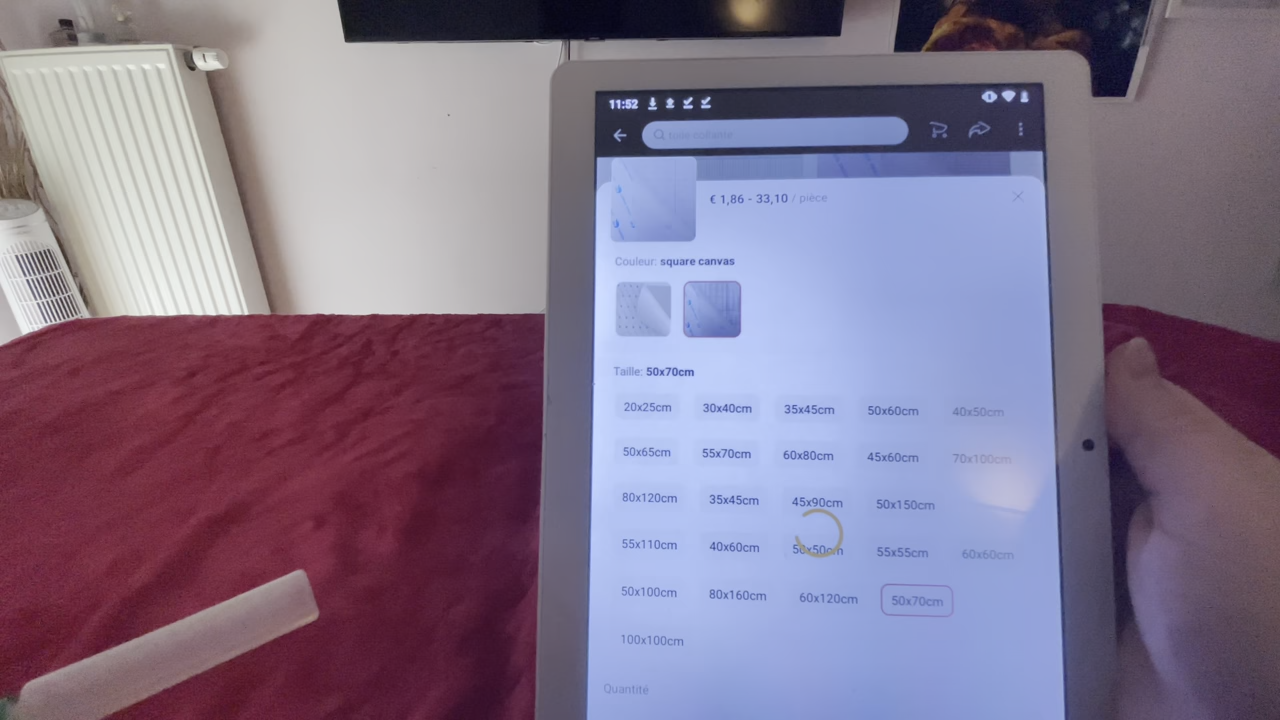 11:52
€ 1,86 - 33,10 / pièce
Couleur: square canvas
Taille: 50x70cm
20x25cm 30x40cm 35x45cm 50x60cm 40x50cm
50x65cm 55x70cm 60x80cm 45x60cm 70x100cm
80x120cm 35x45cm 45x90cm 50x150cm
55x110cm 40x60cm 50x50cm 55x55cm 60x60cm
50x100cm 80x160cm 60x120cm 50x70cm
100x100cm
Quantité